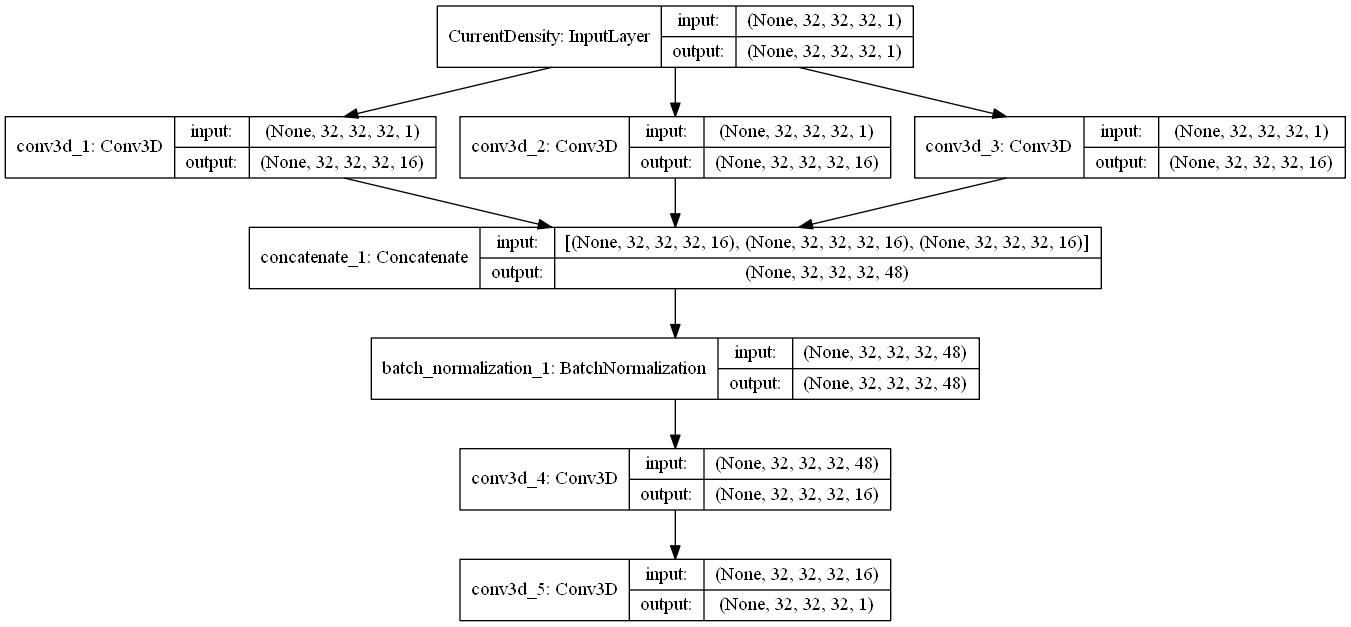 CurrentDensity: InputLayer
input: (None, 32, 32, 32, 1)
output: (None, 32, 32, 32, 1)
conv3d_1: Conv3D
input: (None, 32, 32, 32, 1)
output: (None, 32, 32, 32, 16)
conv3d_2: Conv3D
input: (None, 32, 32, 32, 1)
output: (None, 32, 32, 32, 16)
conv3d_3: Conv3D
input: (None, 32, 32, 32, 1)
output: (None, 32, 32, 32, 16)
concatenate_1: Concatenate
input: [(None, 32, 32, 32, 16), (None, 32, 32, 32, 16), (None, 32, 32, 32, 16)]
output: (None, 32, 32, 32, 48)
batch_normalization_1: BatchNormalization
input: (None, 32, 32, 32, 48)
output: (None, 32, 32, 32, 48)
conv3d_4: Conv3D
input: (None, 32, 32, 32, 48)
output: (None, 32, 32, 32, 16)
conv3d_5: Conv3D
input: (None, 32, 32, 32, 16)
output: (None, 32, 32, 32, 1)